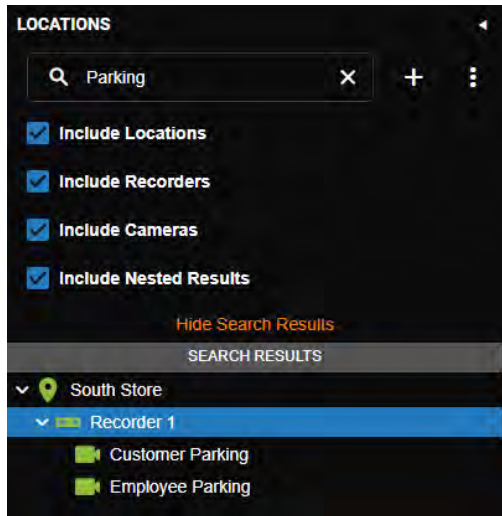 LOCATIONS
Parking
Include Locations
Include Recorders
Include Cameras
Include Nested Results
Hide Search Results
SEARCH RESULTS
South Store
Recorder 1
Customer Parking
Employee Parking